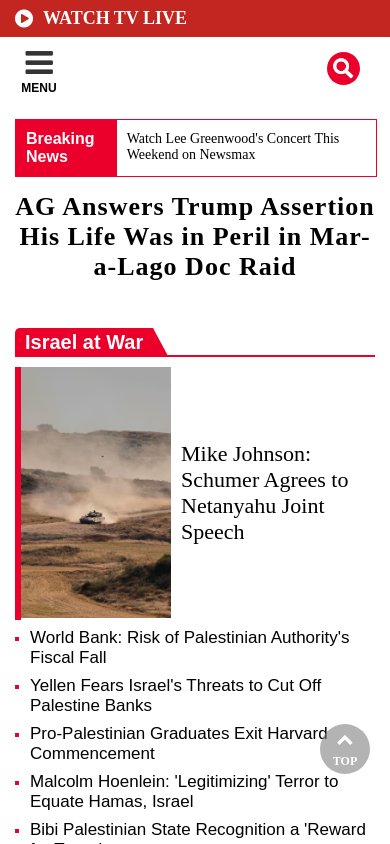 WATCH TV LIVE
MENU
Breaking
News
Watch Lee Greenwood's Concert This
Weekend on Newsmax
AG Answers Trump Assertion
His Life Was in Peril in Mar-
a-Lago Doc Raid
Israel at War
Mike Johnson:
Schumer Agrees to
Netanyahu Joint
Speech
World Bank: Risk of Palestinian Authority's
Fiscal Fall
Yellen Fears Israel's Threats to Cut Off
Palestine Banks
Pro-Palestinian Graduates Exit Harvard
Commencement
TOP
Malcolm Hoenlein: 'Legitimizing' Terror to
Equate Hamas, Israel
Bibi Palestinian State Recognition a 'Reward